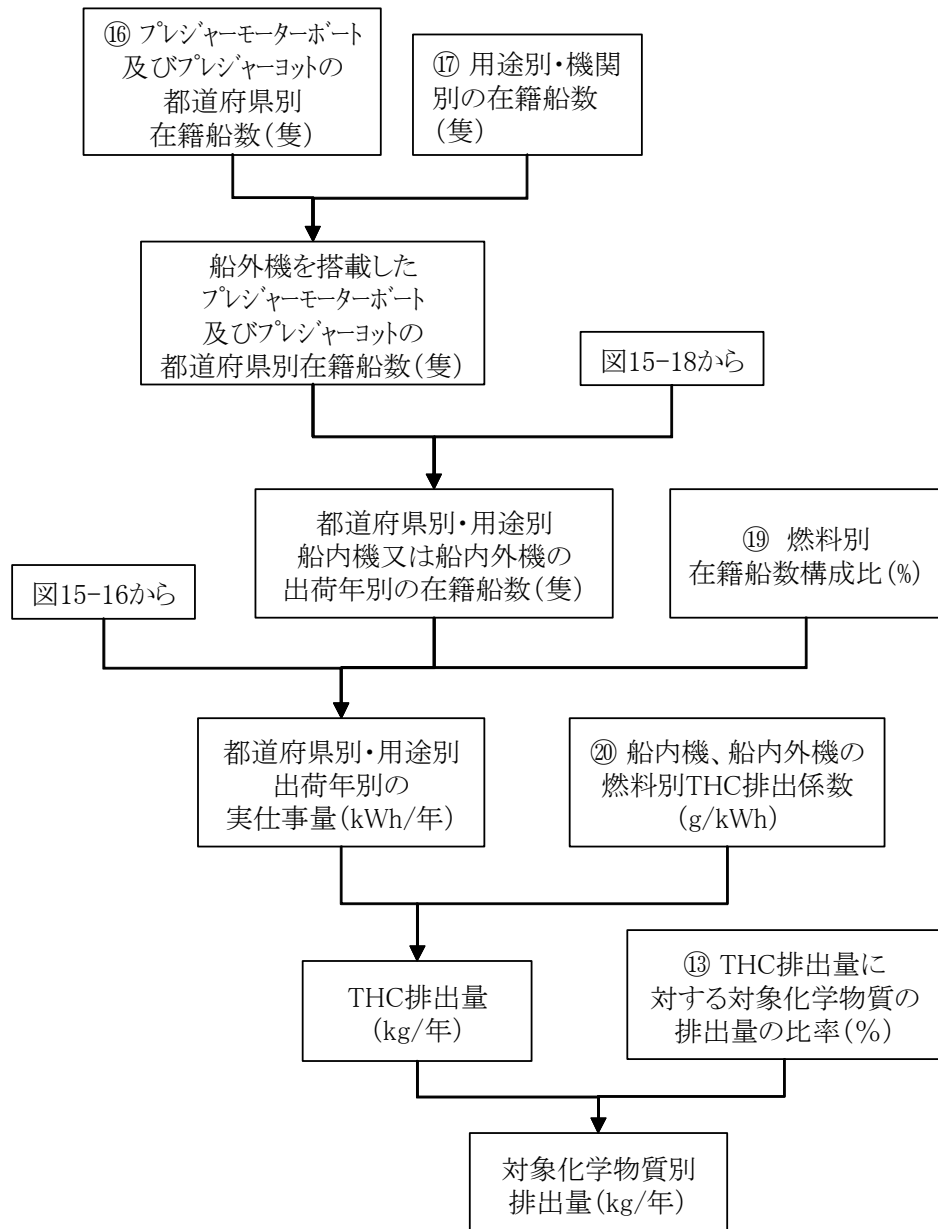 ⑯ プレジャーモーターボート
及びプレジャーヨットの
都道府県別
在籍船数(隻)
⑰ 用途別・機関
別の在籍船数
(隻)
船外機を搭載した
プレジャーモーターボート
及びプレジャーヨットの
都道府県別在籍船数(隻)
図15-18から
都道府県別・用途別
船内機又は船内外機の
出荷年別の在籍船数(隻)
⑲ 燃料別
在籍船数構成比(%)
図15-16から
都道府県別・用途別
出荷年別の
実仕事量(kWh/年)
⑳ 船内機、船内外機の
燃料別THC排出係数
(g/kWh)
THC排出量
(kg/年)
⑬ THC排出量に
対する対象化学物質の
排出量の比率(%)
対象化学物質別
排出量(kg/年)